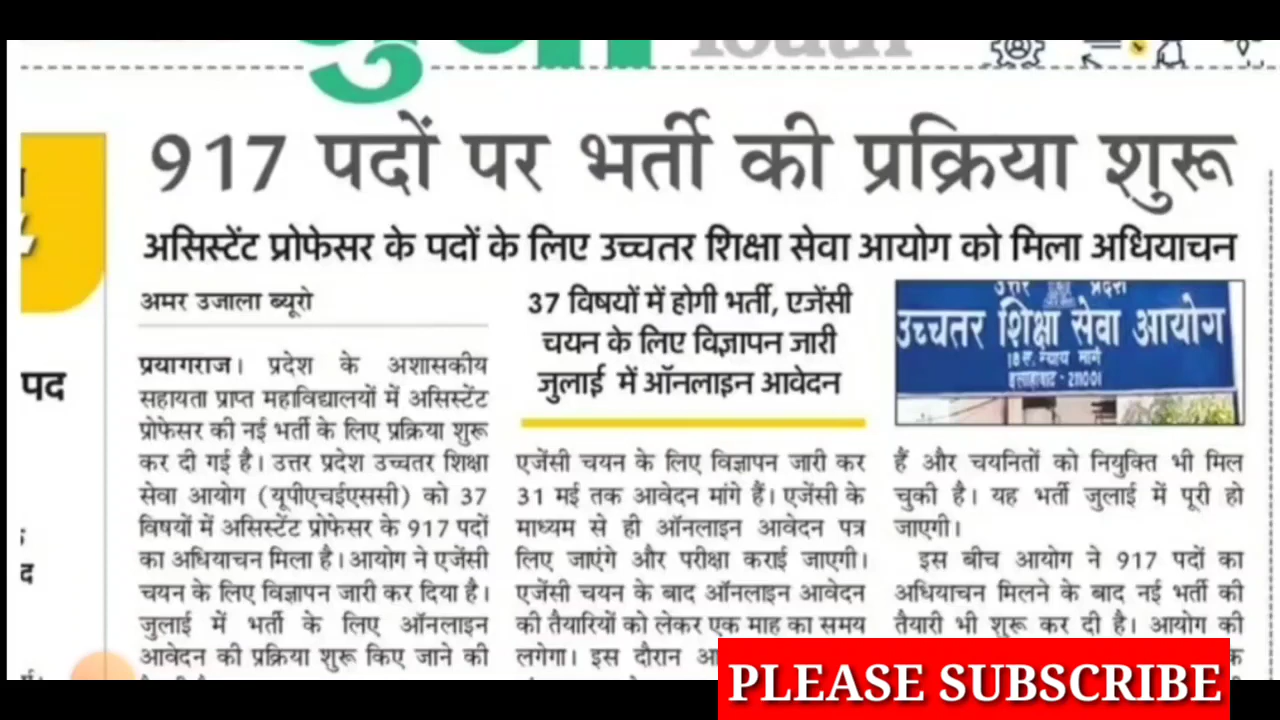 917 पदों पर भर्ती की प्रक्रिया शुरू
असिस्टेंट प्रोफेसर के पदों के लिए उच्चतर शिक्षा सेवा आयोग को मिला अधियाचन
अमर उजाला ब्यूरो
प्रयागराज। प्रदेश के अशासकीय
सहायता प्राप्त महाविद्यालयों में असिस्टेंट
प्रोफेसर की नई भर्ती के लिए प्रक्रिया शुरू
कर दी गई है। उत्तर प्रदेश उच्चतर शिक्षा
सेवा आयोग (यूपीएचईएससी) को 37
विषयों में असिस्टेंट प्रोफेसर के 917 पदों
का अधियाचन मिला है। आयोग ने एजेंसी
चयन के लिए विज्ञापन जारी कर दिया है।
जुलाई में भर्ती के लिए ऑनलाइन
आवेदन की प्रक्रिया शुरू किए जाने की
37 विषयों में होगी भर्ती, एजेंसी
चयन के लिए विज्ञापन जारी
जुलाई में ऑनलाइन आवेदन
एजेंसी चयन के लिए विज्ञापन जारी कर
31 मई तक आवेदन मांगे हैं। एजेंसी के
माध्यम से ही ऑनलाइन आवेदन पत्र
लिए जाएंगे और परीक्षा कराई जाएगी।
एजेंसी चयन के बाद ऑनलाइन आवेदन
की तैयारियों को लेकर एक माह का समय
लगेगा। इस दौरान
उत्तर प्रदेश
उच्चतर शिक्षा सेवा आयोग
18 ए, न्याय मार्ग
इलाहाबाद - 211001
हैं और चयनितों को नियुक्ति भी मिल
चुकी है। यह भर्ती जुलाई में पूरी हो
जाएगी।
इस बीच आयोग ने 917 पदों का
अधियाचन मिलने के बाद नई भर्ती की
तैयारी भी शुरू कर दी है। आयोग की
पद
PLEASE SUBSCRIBE